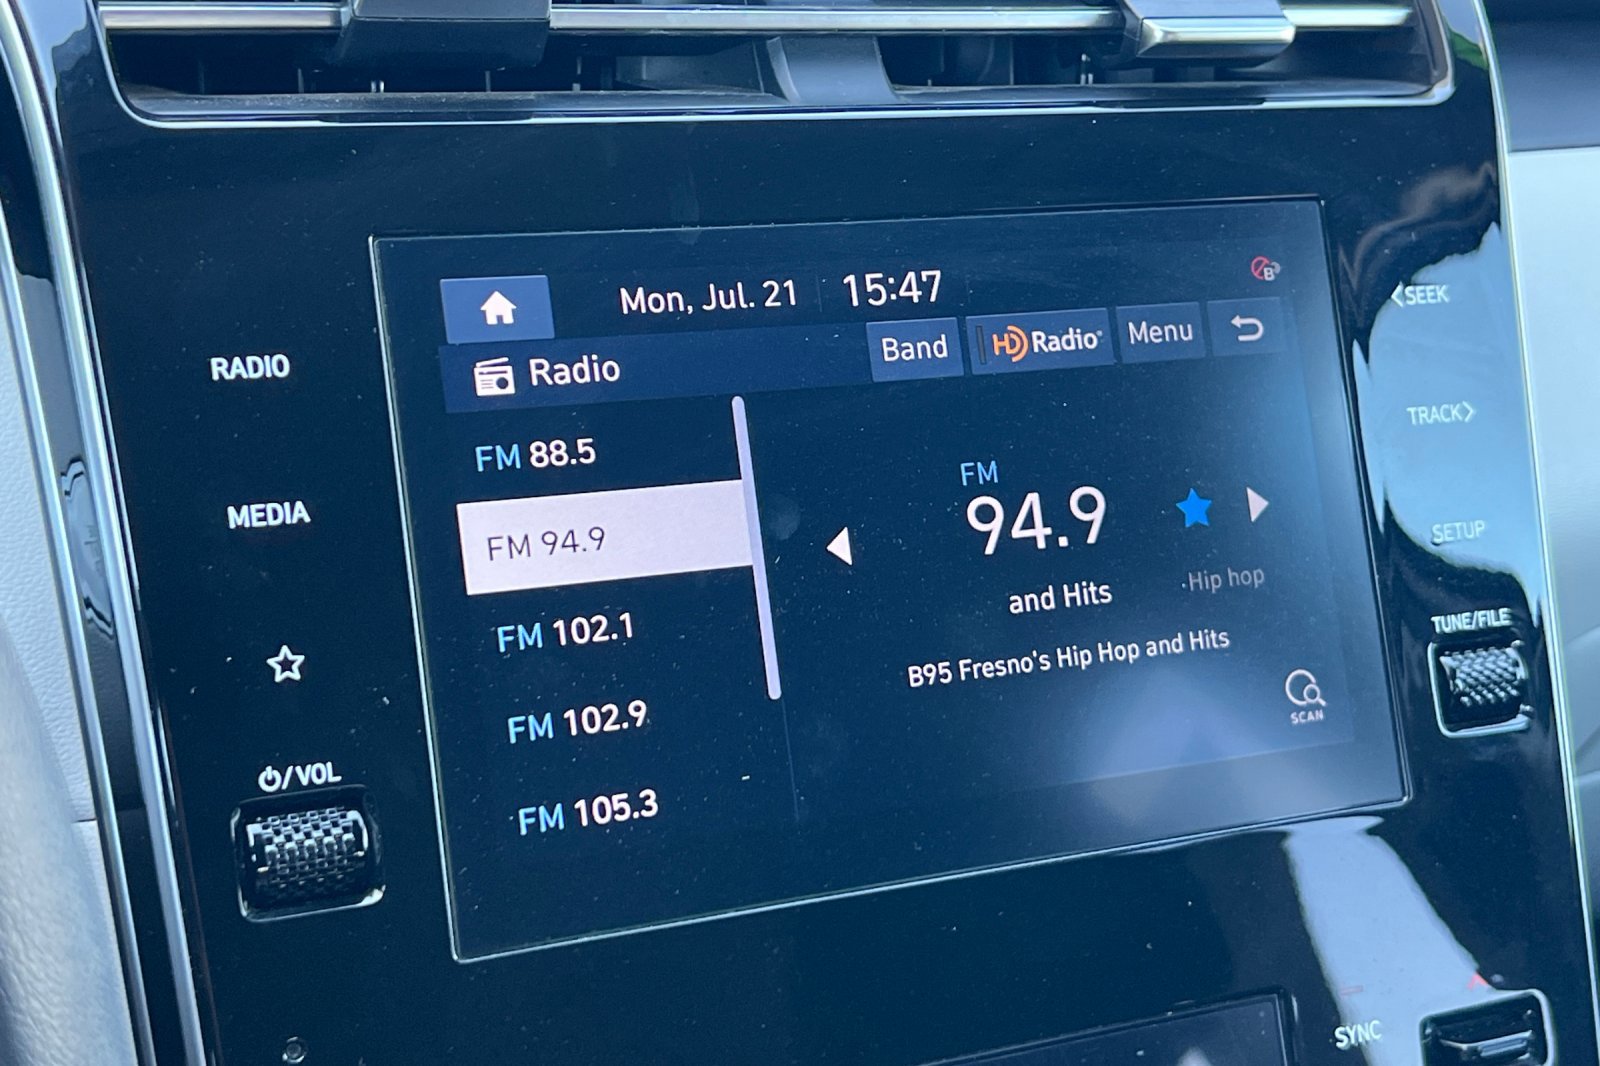 Mon, Jul. 21 15:47
Radio
Band
HD Radio
Menu
FM 88.5
FM 94.9
FM 102.1
FM 102.9
FM 105.3
FM
94.9
and Hits
·Hip hop
B95 Fresno's Hip Hop and Hits
SCAN
RADIO
MEDIA
/VOL
<SEEK
TRACK>
SETUP
TUNE/FILE
SYNC